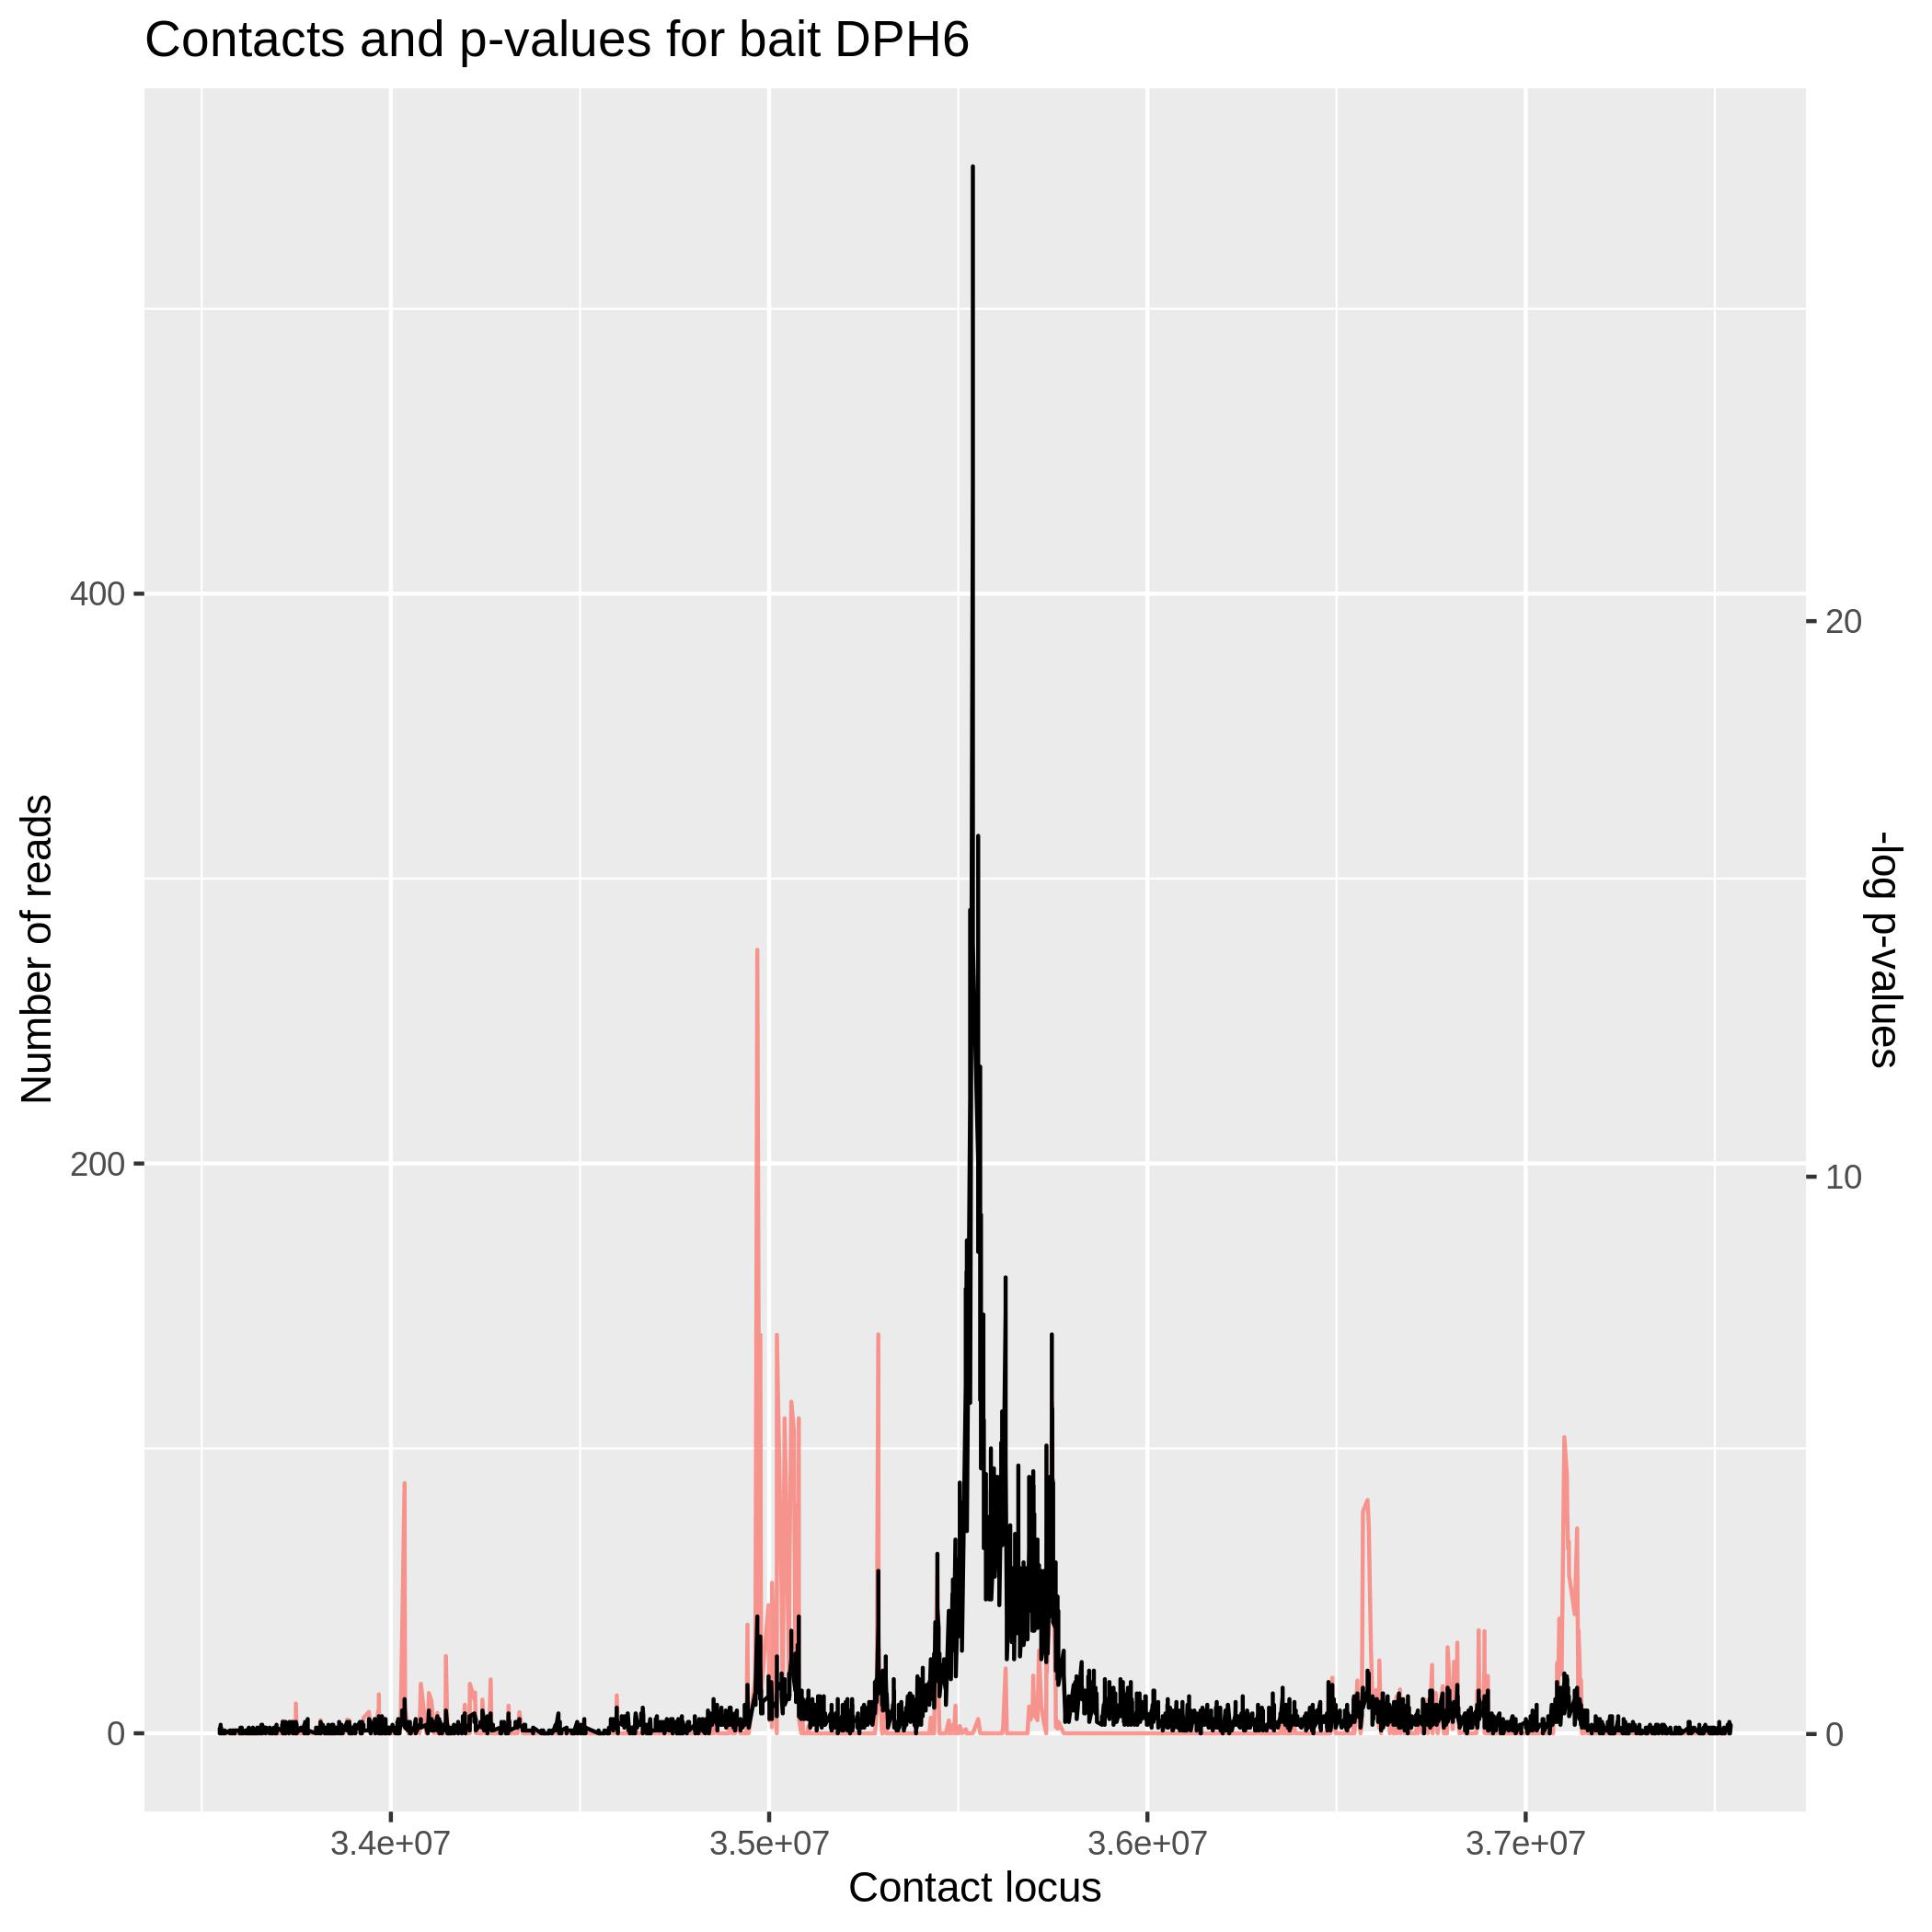 Contacts and p-values for bait DPH6
400
200
0
Number of reads
20
10
0
-log p-values
3.4e+07
3.5e+07
3.6e+07
3.7e+07
Contact locus